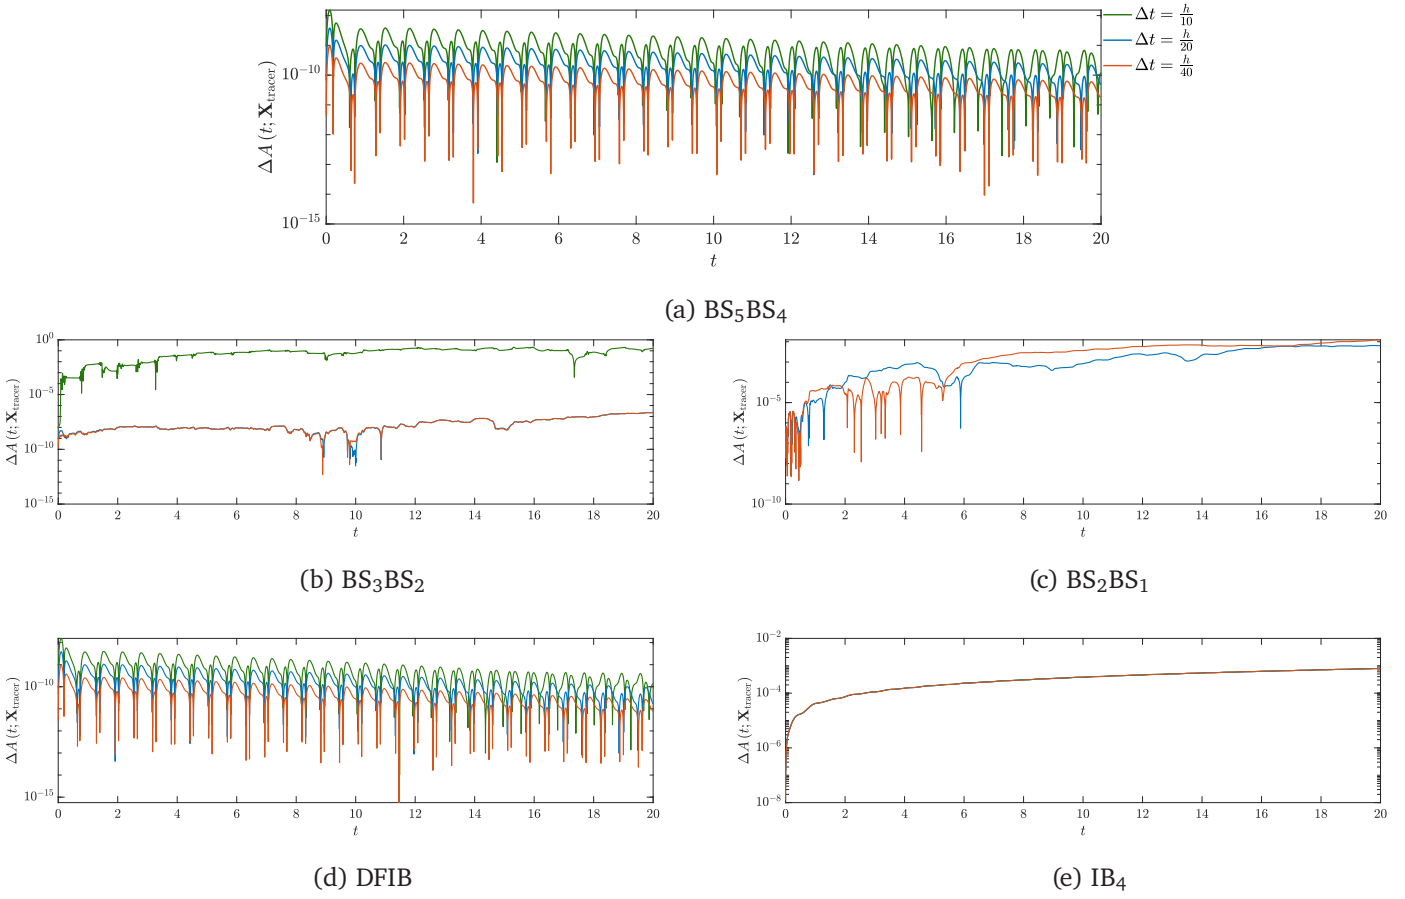 Δt = h/10
Δt = h/20
Δt = h/40
ΔA (t; X_tracer)
10^−10
10^−15
0 2 4 6 8 10 12 14 16 18 20
t
(a) BS₅BS₄
ΔA (t; X_tracer)
10^0
10^−5
10^−10
10^−15
0 2 4 6 8 10 12 14 16 18 20
t
(b) BS₃BS₂
ΔA (t; X_tracer)
10^−5
10^−10
0 2 4 6 8 10 12 14 16 18 20
t
(c) BS₂BS₁
ΔA (t; X_tracer)
10^−10
10^−15
0 2 4 6 8 10 12 14 16 18 20
t
(d) DFIB
ΔA (t; X_tracer)
10^−2
10^−4
10^−6
10^−8
0 2 4 6 8 10 12 14 16 18 20
t
(e) IB₄